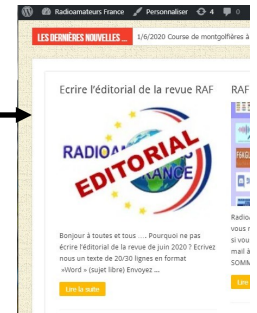 Radioamateurs France Personnaliser 4 0
LES DERNIÈRES NOUVELLES ... 1/6/2020 Course de montgolfières à
Ecrire l'éditorial de la revue RAF
RAF
RADIOAM
RANCE
EDITORIAL
Bonjour à toutes et tous .... Pourquoi ne pas
écrire l'éditorial de la revue de juin 2020 ? Ecrivez
nous un texte de 20/30 lignes en format
«Word » (sujet libre) Envoyez ...
Lire la suite
Radio
vous r
si vou
mail à
SOMM
Lire